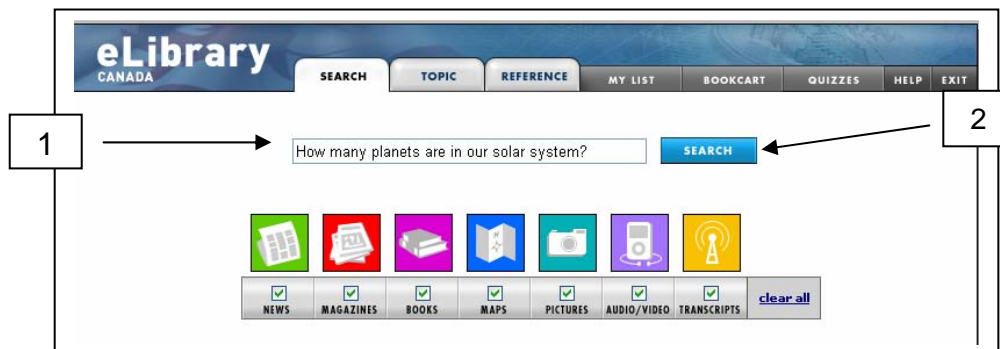 eLibrary
CANADA
SEARCH TOPIC REFERENCE MY LIST BOOKCART QUIZZES HELP EXIT
1
2
How many planets are in our solar system? SEARCH
NEWS MAGAZINES BOOKS MAPS PICTURES AUDIO/VIDEO TRANSCRIPTS clear all